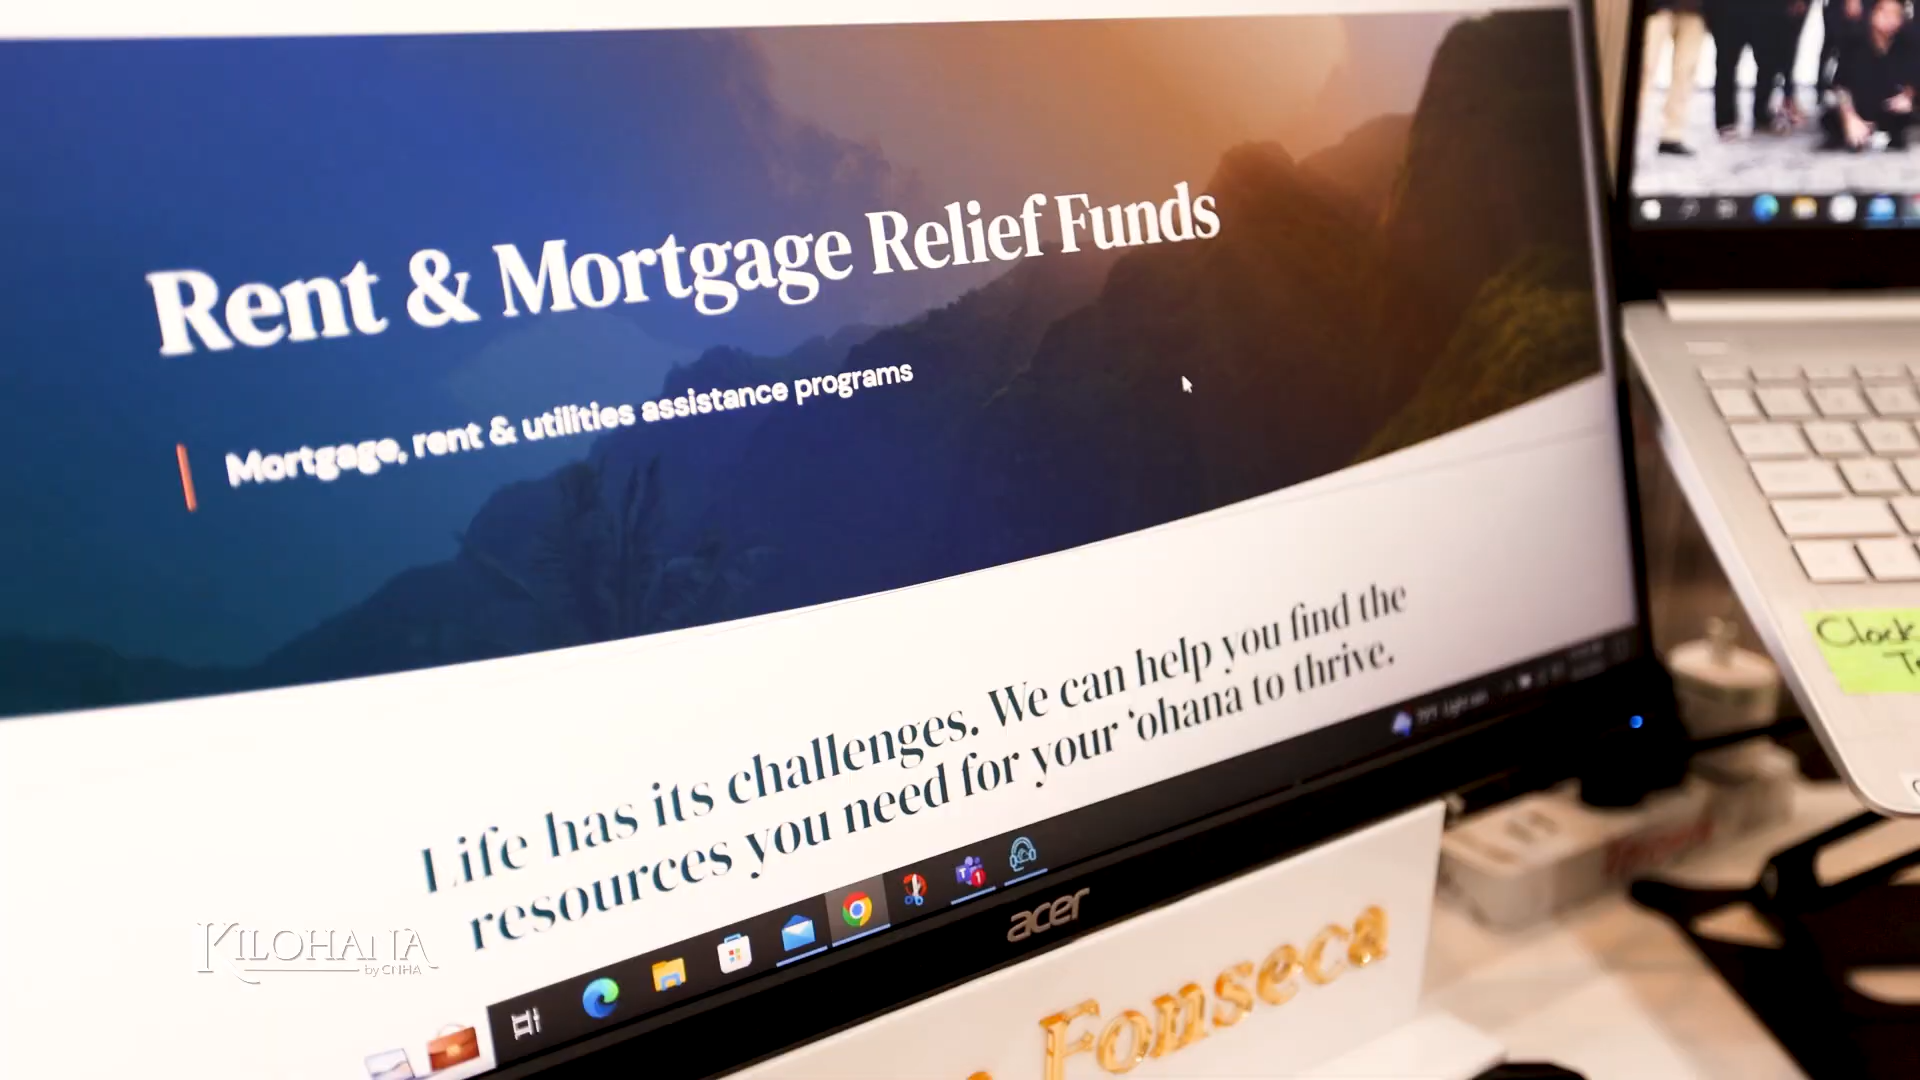 Rent & Mortgage Relief Funds
Mortgage, rent & utilities assistance programs
Life has its challenges. We can help you find the
resources you need for your ‘ohana to thrive.
acer
Fonseca
Clock
KILOHANA
by CNHA